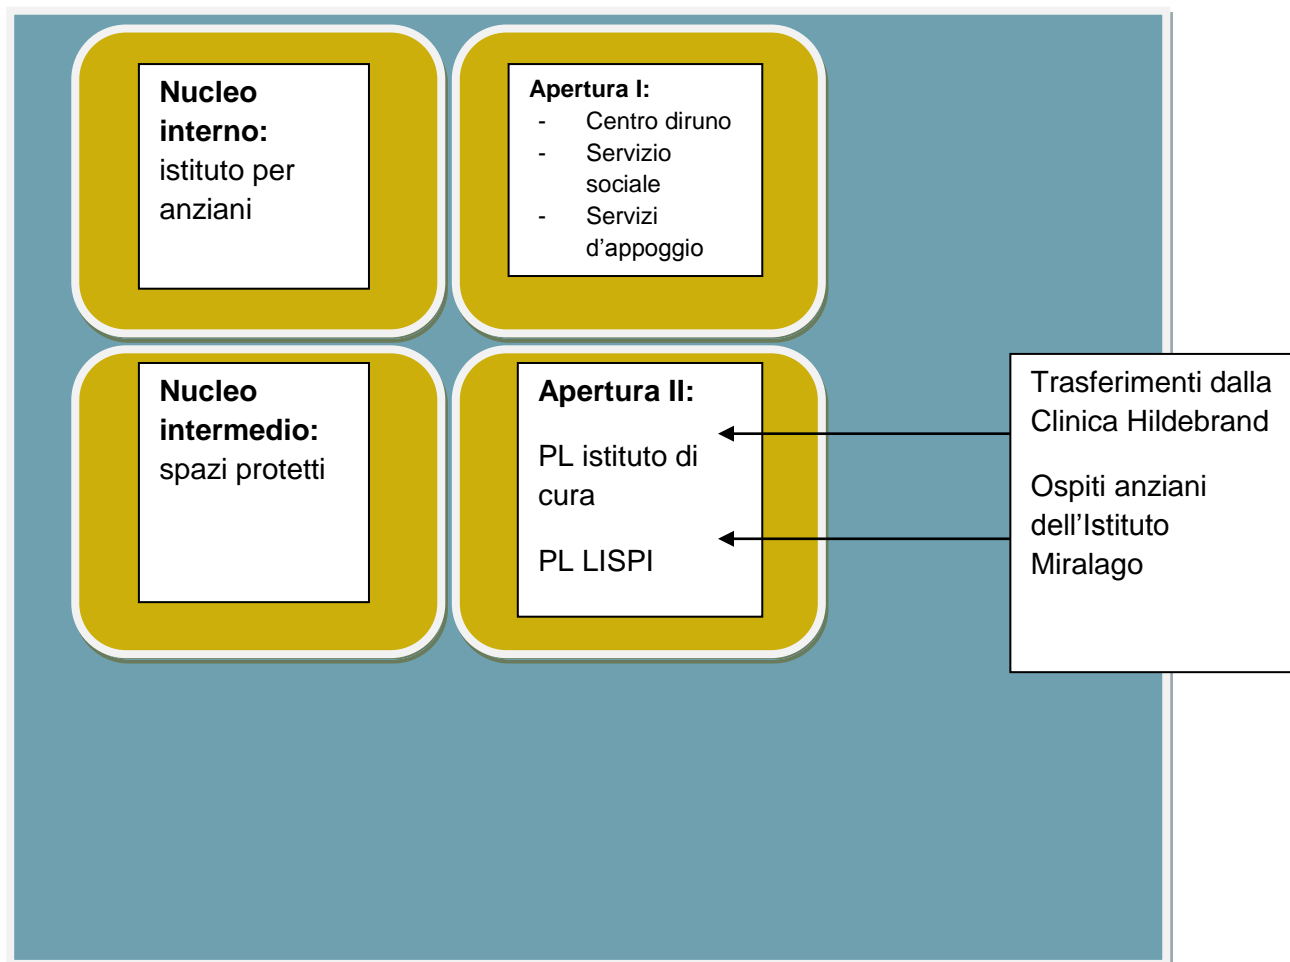 Nucleo
interno:
istituto per
anziani
Apertura I:
- Centro diruno
- Servizio
sociale
- Servizi
d’appoggio
Nucleo
intermedio:
spazi protetti
Apertura II:
PL istituto di
cura
PL LISPI
Trasferimenti dalla
Clinica Hildebrand
Ospiti anziani
dell’Istituto
Miralago